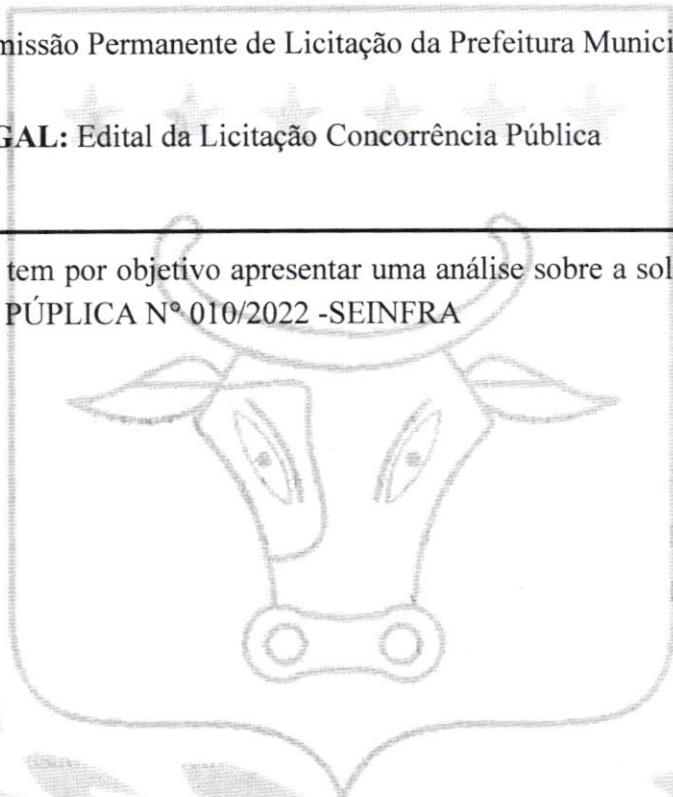 missão Permanente de Licitação da Prefeitura Munici
GAL: Edital da Licitação Concorrência Pública
tem por objetivo apresentar uma análise sobre a sol
PÚPLICA Nº 010/2022 -SEINFRA